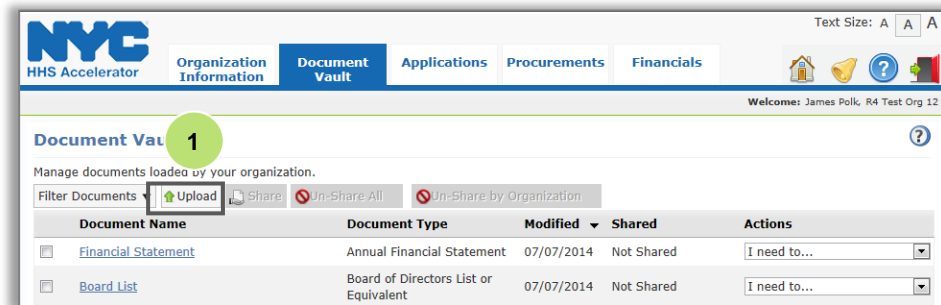 Text Size: A A A
NYC
HHS Accelerator
Organization Information
Document Vault
Applications
Procurements
Financials
?
Welcome: James Polk, R4 Test Org 12
Document Vau
1
?
Manage documents loaded by your organization.
Filter Documents
Upload
Share
Un-Share All
Un-Share by Organization
Document Name Document Type Modified Shared Actions
Financial Statement Annual Financial Statement 07/07/2014 Not Shared I need to...
Board List Board of Directors List or Equivalent 07/07/2014 Not Shared I need to...